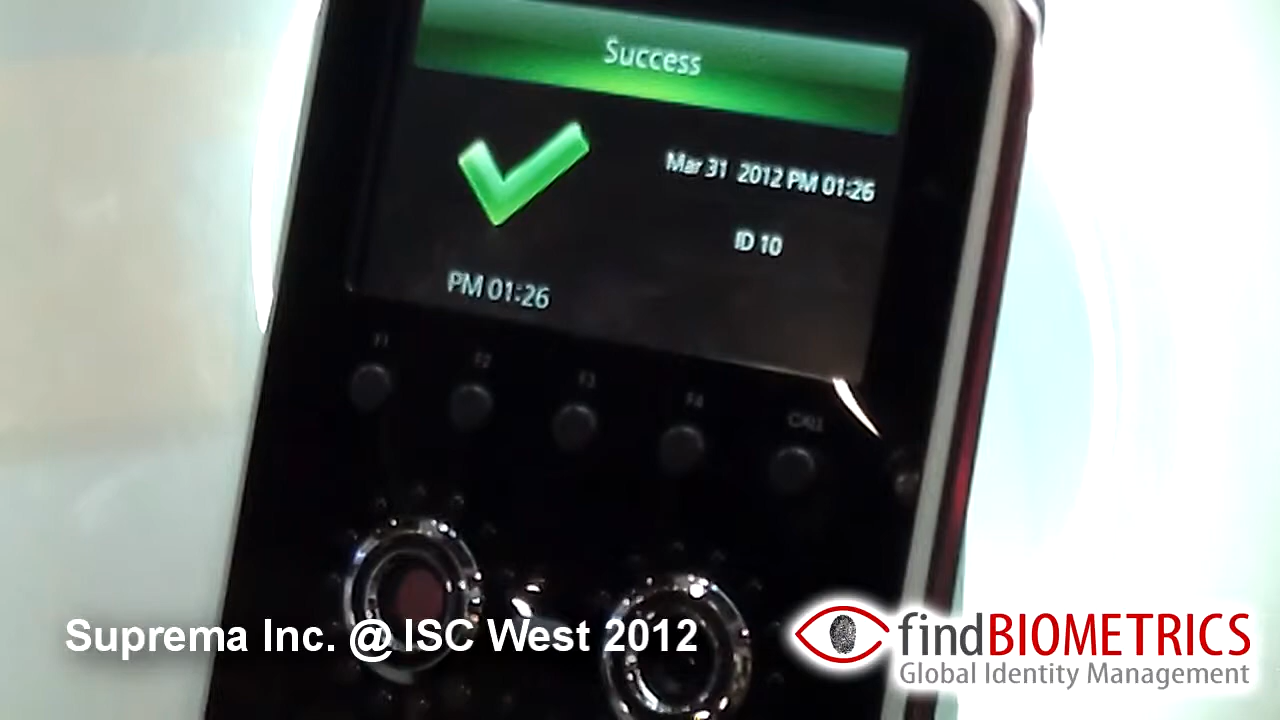 Success
Mar 31 2012 PM 01:26
ID 10
PM 01:26
F1 F2 F3 F4 CALL
Suprema Inc. @ ISC West 2012
findBIOMETRICS
Global Identity Management